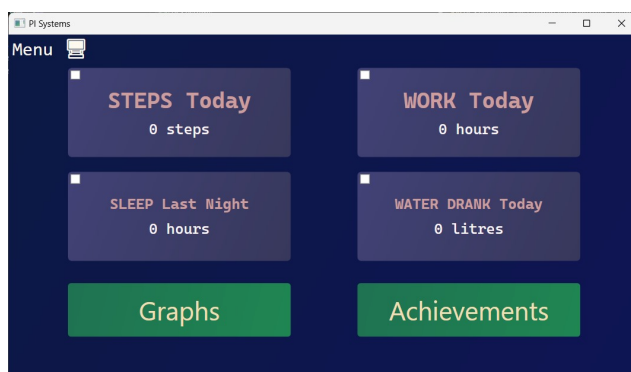 PI Systems
Menu
STEPS Today
0 steps
WORK Today
0 hours
SLEEP Last Night
0 hours
WATER DRANK Today
0 litres
Graphs
Achievements